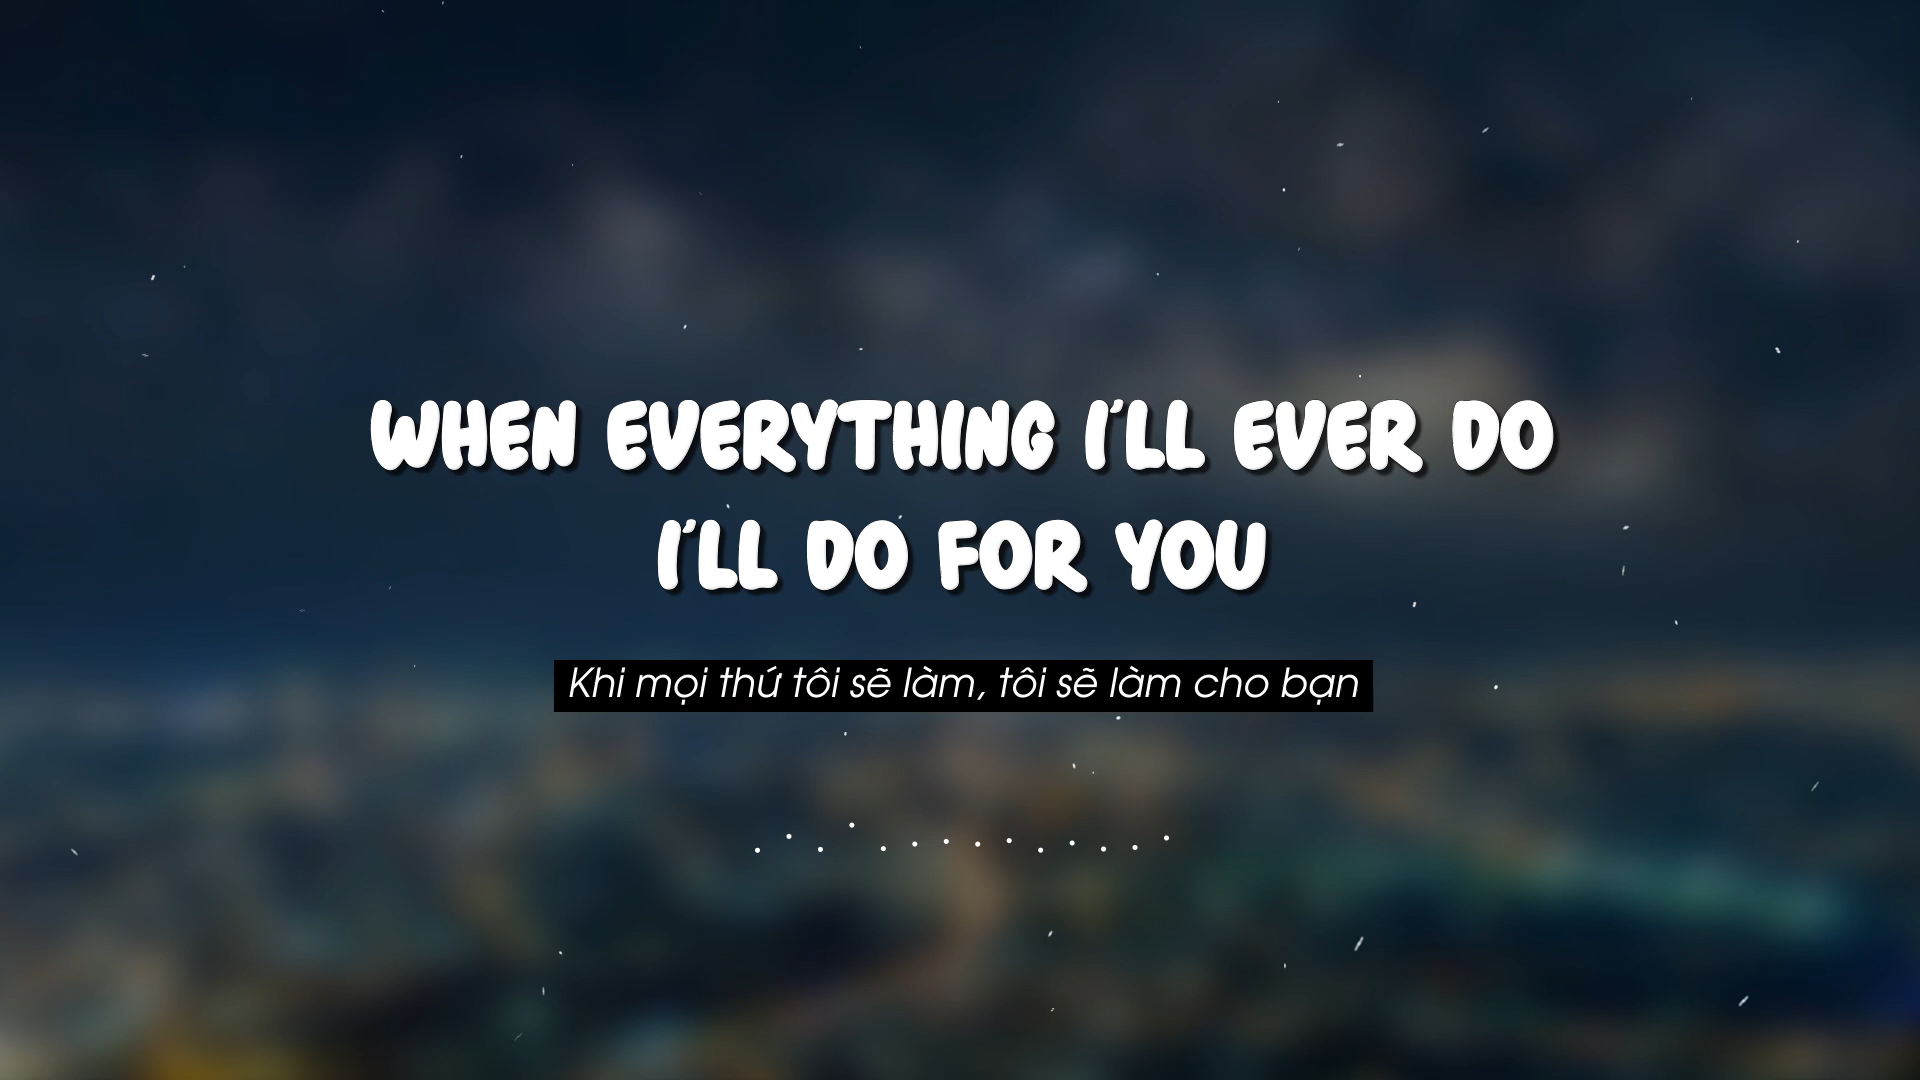 WHEN EVERYTHING I'LL EVER DO
I'LL DO FOR YOU
Khi mọi thứ tôi sẽ làm, tôi sẽ làm cho bạn